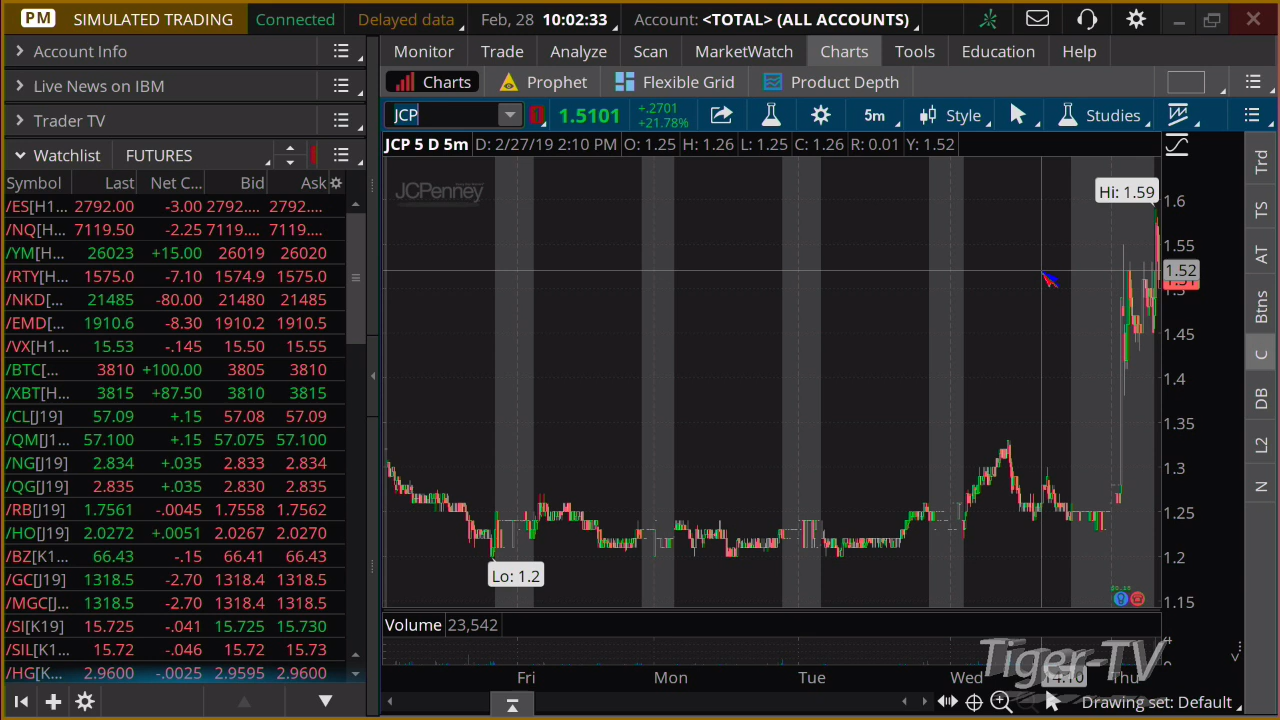 PM SIMULATED TRADING Connected Delayed data Feb, 28 10:02:33 Account: <TOTAL> (ALL ACCOUNTS)
Account Info
Live News on IBM
Trader TV
Watchlist FUTURES
Symbol Last Net C... Bid Ask
/ES[H1... 2792.00 -3.00 2792.... 2792....
/NQ[H... 7119.50 -2.25 7119.... 7119....
/YM[H... 26023 +15.00 26019 26020
/RTY[H... 1575.0 -7.10 1574.9 1575.0
/NKD[H... 21485 -80.00 21480 21485
/EMD[... 1910.6 -8.30 1910.2 1910.5
/VX[H1... 15.53 -.145 15.50 15.55
/BTC[... 3810 +100.00 3805 3810
/XBT[H... 3815 +87.50 3810 3815
/CL[J19] 57.09 +.15 57.08 57.09
/QM[J1... 57.100 +.15 57.075 57.100
/NG[J19] 2.834 +.035 2.833 2.834
/QG[J19] 2.835 +.035 2.830 2.835
/RB[J19] 1.7561 -.0045 1.7558 1.7562
/HO[J19] 2.0272 +.0051 2.0267 2.0270
/BZ[K1... 66.43 -.15 66.41 66.43
/GC[J19] 1318.5 -2.70 1318.4 1318.5
/MGC[J... 1318.5 -2.70 1318.4 1318.5
/SI[K19] 15.725 -.041 15.725 15.730
/SIL[K1... 15.72 -.046 15.72 15.73
/HG[K... 2.9600 -.0025 2.9595 2.9600
Monitor Trade Analyze Scan MarketWatch Charts Tools Education Help
Charts Prophet Flexible Grid Product Depth
JCP 1 1.5101 +.2701 +21.78% 5m Style Studies
JCP 5 D 5m D: 2/27/19 2:10 PM O: 1.25 H: 1.26 L: 1.25 C: 1.26 R: 0.01 Y: 1.52
JCPenney
Hi: 1.59
Lo: 1.2
1.6
1.55
1.52
1.51
1.5
1.45
1.4
1.35
1.3
1.25
1.2
1.15
Trd
TS
AT
Btns
C
DB
L2
N
Volume 23,542
Tiger-TV
Fri Mon Tue Wed 14:10 Thu
Drawing set: Default